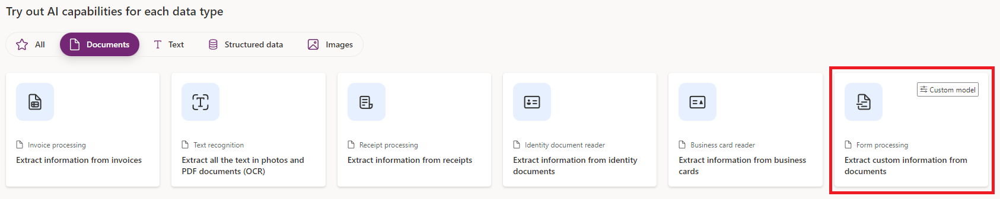 Try out AI capabilities for each data type
All
Documents
Text
Structured data
Images
Invoice processing
Extract information from invoices
Text recognition
Extract all the text in photos and
PDF documents (OCR)
Receipt processing
Extract information from receipts
Identity document reader
Extract information from identity
documents
Business card reader
Extract information from business
cards
Custom model
Form processing
Extract custom information from
documents